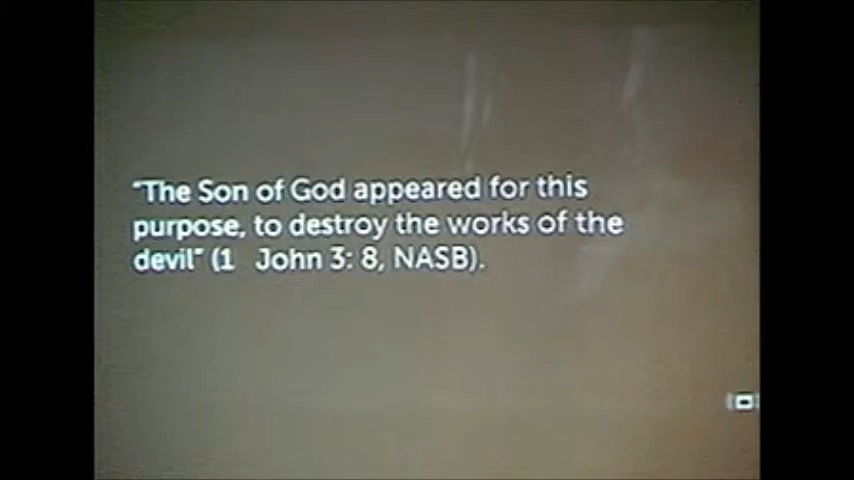 "The Son of God appeared for this
purpose, to destroy the works of the
devil" (1   John 3: 8, NASB).